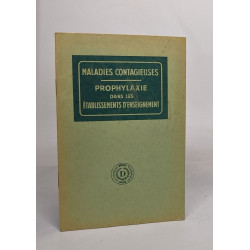 MALADIES CONTAGIEUSES
PROPHYLAXIE
DANS LES
ÉTABLISSEMENTS D'ENSEIGNEMENT
D